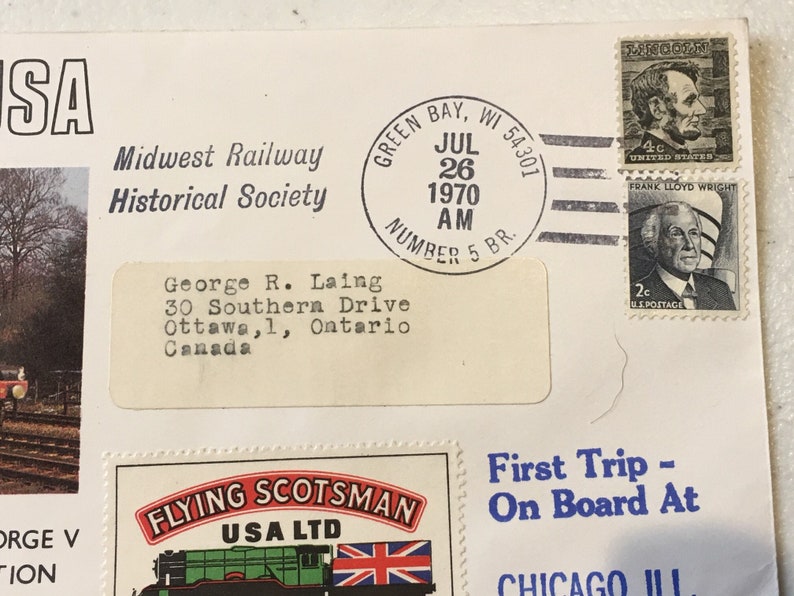 USA
Midwest Railway
Historical Society
GREEN BAY, WI 54301
JUL
26
1970
AM
NUMBER 5 BR.
LINCOLN
4c
UNITED STATES
FRANK LLOYD WRIGHT
2c
U.S. POSTAGE
George R. Laing
30 Southern Drive
Ottawa,1, Ontario
Canada
FLYING SCOTSMAN
USA LTD
First Trip -
On Board At
CHICAGO, ILL.
ORGE V
TION